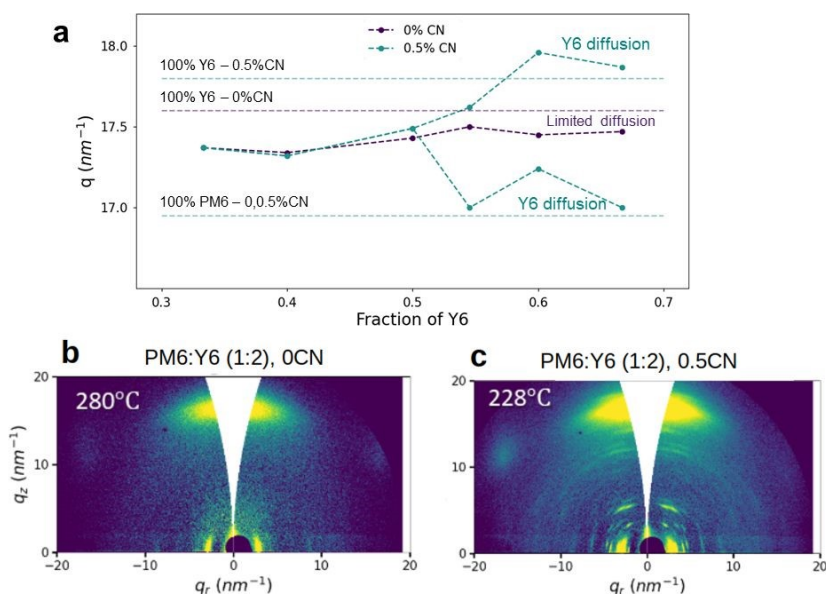 a
0% CN
0.5% CN
Y6 diffusion
100% Y6 – 0.5%CN
100% Y6 – 0%CN
Limited diffusion
100% PM6 – 0,0.5%CN
Y6 diffusion
q (nm⁻¹)
18.0
17.5
17.0
0.3
0.4
0.5
0.6
0.7
Fraction of Y6
b
PM6:Y6 (1:2), 0CN
280°C
qz (nm⁻¹)
20
10
0
-20
-10
0
10
20
qr (nm⁻¹)
c
PM6:Y6 (1:2), 0.5CN
228°C
20
10
0
-20
-10
0
10
20
qr (nm⁻¹)